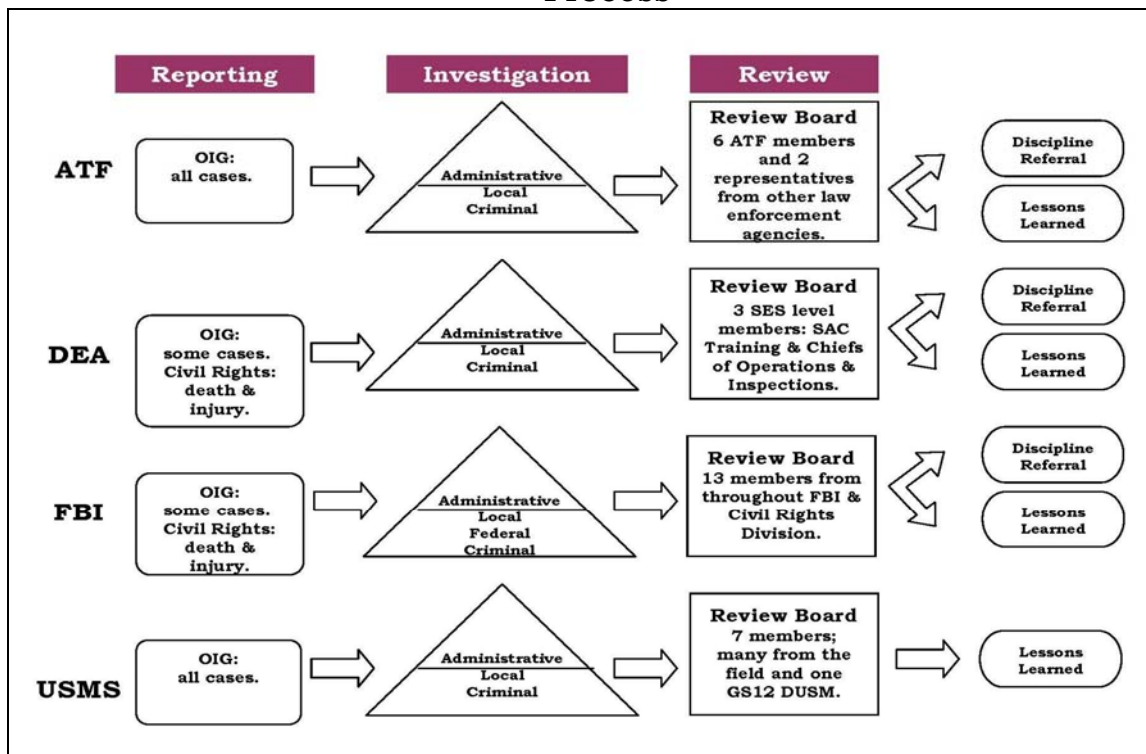 Process
Reporting
Investigation
Review
ATF
OIG:
all cases.
Administrative
Local
Criminal
Review Board
6 ATF members
and 2
representatives
from other law
enforcement
agencies.
Discipline
Referral
Lessons
Learned
DEA
OIG:
some cases.
Civil Rights:
death &
injury.
Administrative
Local
Criminal
Review Board
3 SES level
members: SAC
Training & Chiefs
of Operations &
Inspections.
Discipline
Referral
Lessons
Learned
FBI
OIG:
some cases.
Civil Rights:
death &
injury.
Administrative
Local
Federal
Criminal
Review Board
13 members from
throughout FBI &
Civil Rights
Division.
Discipline
Referral
Lessons
Learned
USMS
OIG:
all cases.
Administrative
Local
Criminal
Review Board
7 members;
many from the
field and one
GS12 DUSM.
Lessons
Learned